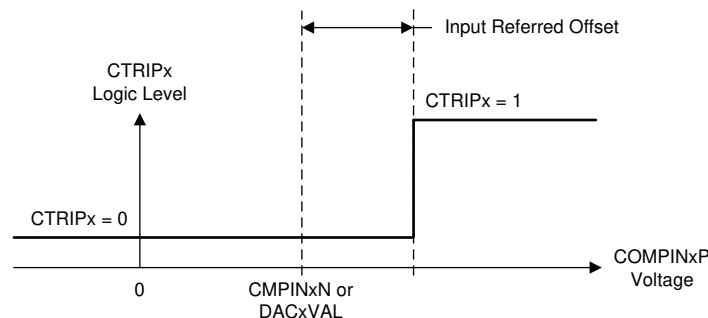 Input Referred Offset
CTRIPx
Logic Level
CTRIPx = 1
CTRIPx = 0
COMPINxP
Voltage
0
CMPINxN or
DACxVAL